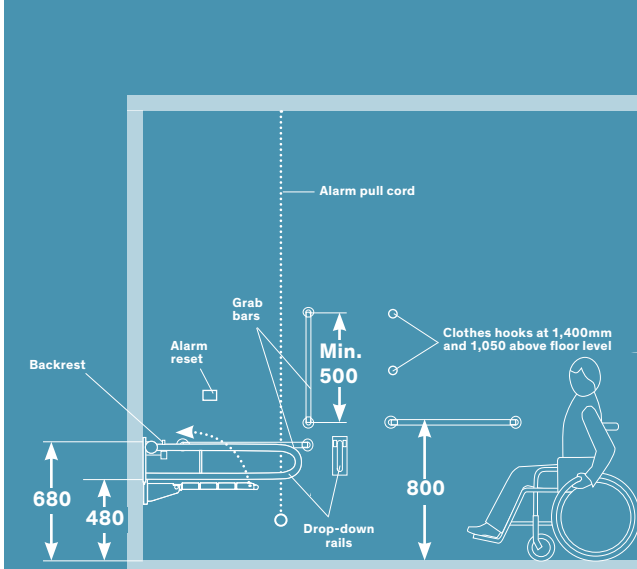 Alarm pull cord
Grab
bars
Alarm
reset
Min.
500
Clothes hooks at 1,400mm
and 1,050 above floor level
Backrest
680
480
800
Drop-down
rails